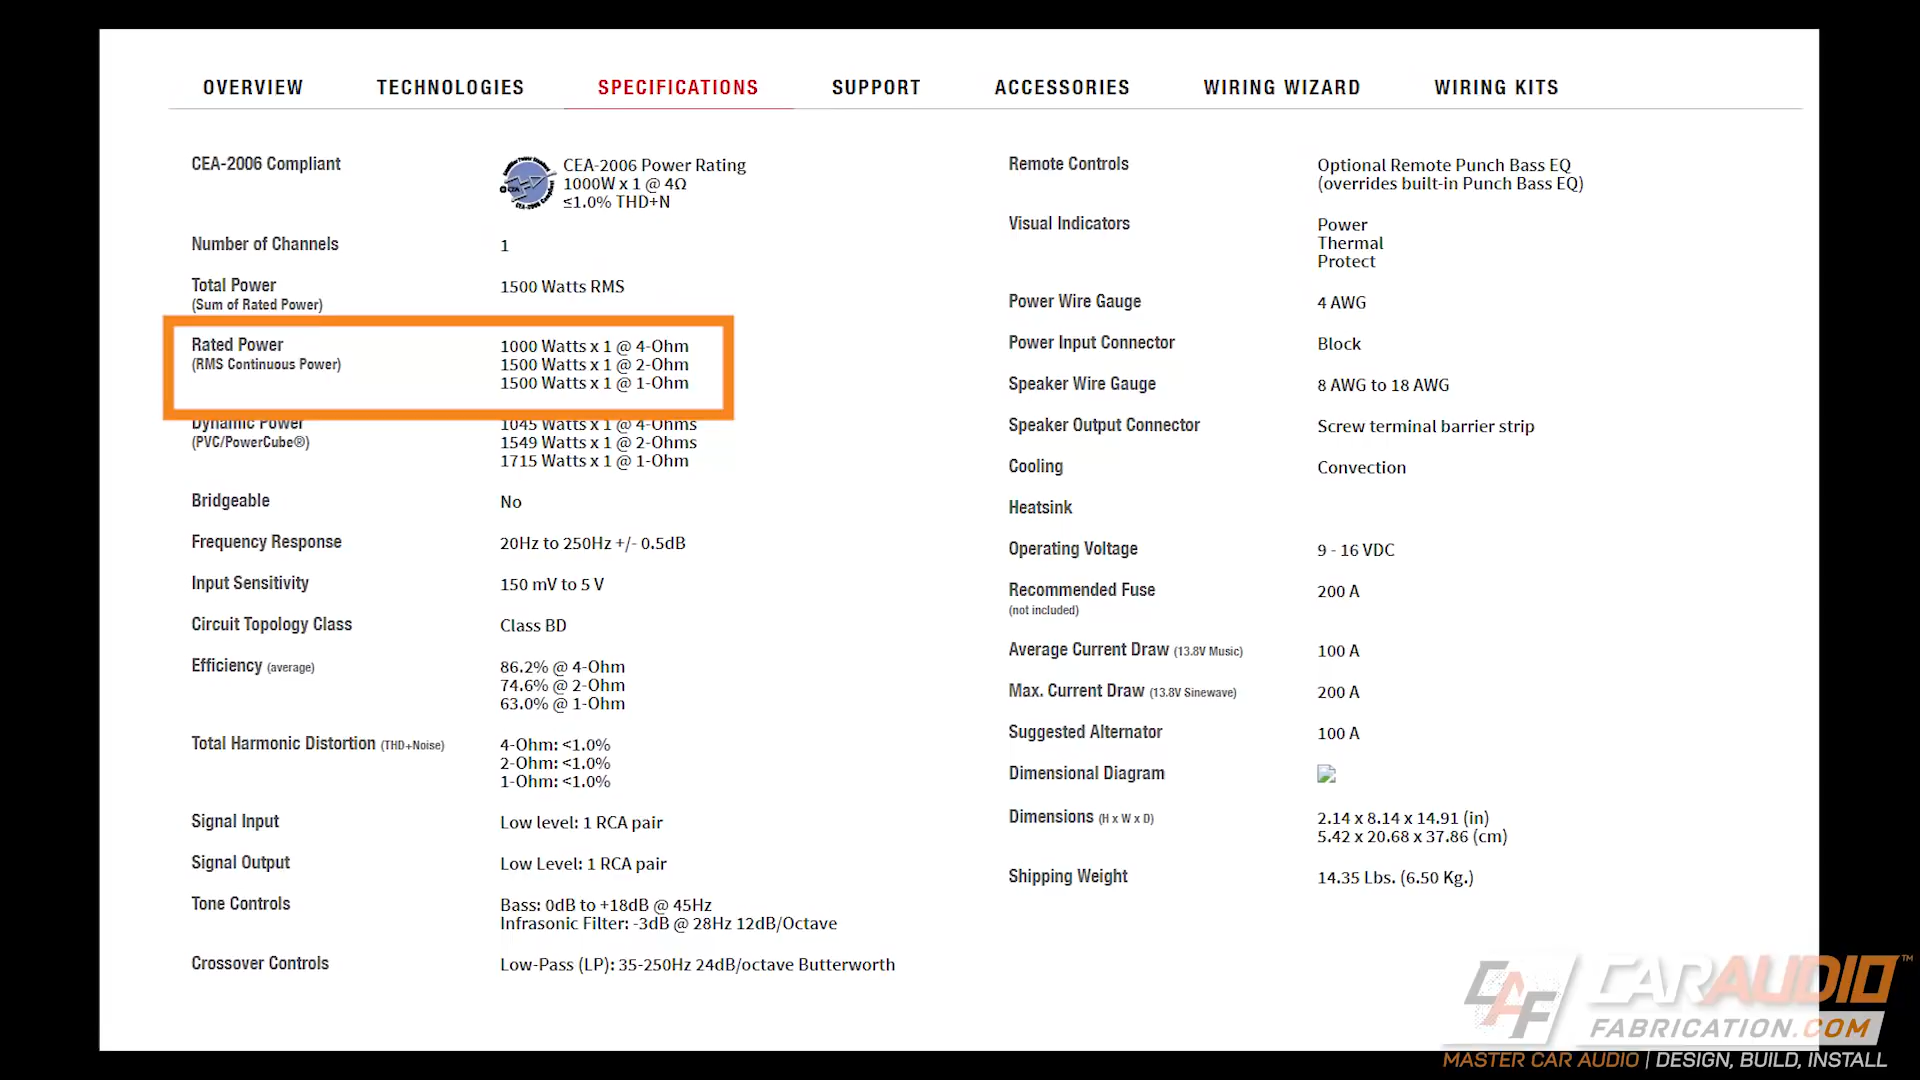 OVERVIEW TECHNOLOGIES SPECIFICATIONS SUPPORT ACCESSORIES WIRING WIZARD WIRING KITS
CEA-2006 Compliant
CEA-2006 Power Rating
1000W x 1 @ 4Ω
≤1.0% THD+N
Number of Channels 1
Total Power 1500 Watts RMS
(Sum of Rated Power)
Rated Power 1000 Watts x 1 @ 4-Ohm
(RMS Continuous Power) 1500 Watts x 1 @ 2-Ohm
1500 Watts x 1 @ 1-Ohm
Dynamic Power 1045 Watts x 1 @ 4-Ohms
(PVC/PowerCube®) 1549 Watts x 1 @ 2-Ohms
1715 Watts x 1 @ 1-Ohm
Bridgeable No
Frequency Response 20Hz to 250Hz +/- 0.5dB
Input Sensitivity 150 mV to 5 V
Circuit Topology Class Class BD
Efficiency (average) 86.2% @ 4-Ohm
74.6% @ 2-Ohm
63.0% @ 1-Ohm
Total Harmonic Distortion (THD+Noise) 4-Ohm: <1.0%
2-Ohm: <1.0%
1-Ohm: <1.0%
Signal Input Low level: 1 RCA pair
Signal Output Low Level: 1 RCA pair
Tone Controls Bass: 0dB to +18dB @ 45Hz
Infrasonic Filter: -3dB @ 28Hz 12dB/Octave
Crossover Controls Low-Pass (LP): 35-250Hz 24dB/octave Butterworth
Remote Controls Optional Remote Punch Bass EQ
(overrides built-in Punch Bass EQ)
Visual Indicators Power
Thermal
Protect
Power Wire Gauge 4 AWG
Power Input Connector Block
Speaker Wire Gauge 8 AWG to 18 AWG
Speaker Output Connector Screw terminal barrier strip
Cooling Convection
Heatsink
Operating Voltage 9 - 16 VDC
Recommended Fuse 200 A
(not included)
Average Current Draw (13.8V Music) 100 A
Max. Current Draw (13.8V Sinewave) 200 A
Suggested Alternator 100 A
Dimensional Diagram
Dimensions (H x W x D) 2.14 x 8.14 x 14.91 (in)
5.42 x 20.68 x 37.86 (cm)
Shipping Weight 14.35 Lbs. (6.50 Kg.)
CAF CARAUDIO™
FABRICATION.COM
MASTER CAR AUDIO | DESIGN, BUILD, INSTALL